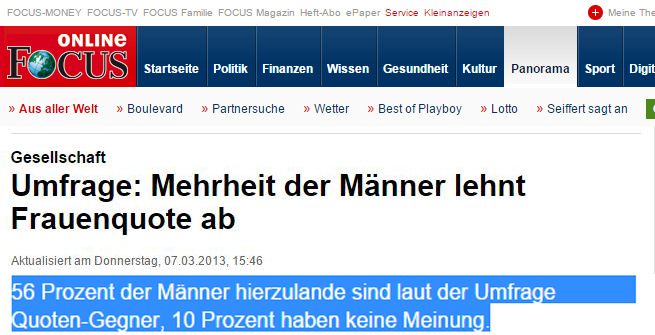 FOCUS-MONEY FOCUS-TV FOCUS Familie FOCUS Magazin Heft-Abo ePaper Service Kleinanzeigen Meine The
ONLINE
FOCUS
Startseite Politik Finanzen Wissen Gesundheit Kultur Panorama Sport Digit
» Aus aller Welt » Boulevard » Partnersuche » Wetter » Best of Playboy » Lotto » Seiffert sagt an
Gesellschaft
Umfrage: Mehrheit der Männer lehnt
Frauenquote ab
Aktualisiert am Donnerstag, 07.03.2013, 15:46
56 Prozent der Männer hierzulande sind laut der Umfrage
Quoten-Gegner, 10 Prozent haben keine Meinung.